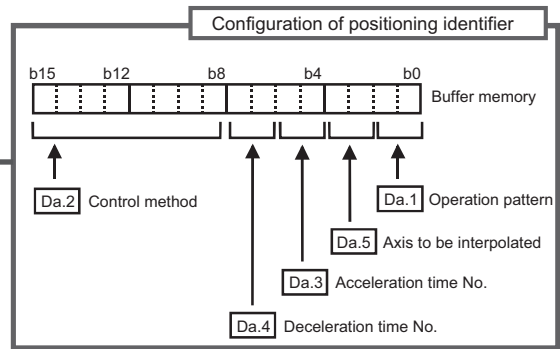 Configuration of positioning identifier
b15 b12 b8 b4 b0
Buffer memory
Da.2 Control method
Da.1 Operation pattern
Da.5 Axis to be interpolated
Da.3 Acceleration time No.
Da.4 Deceleration time No.